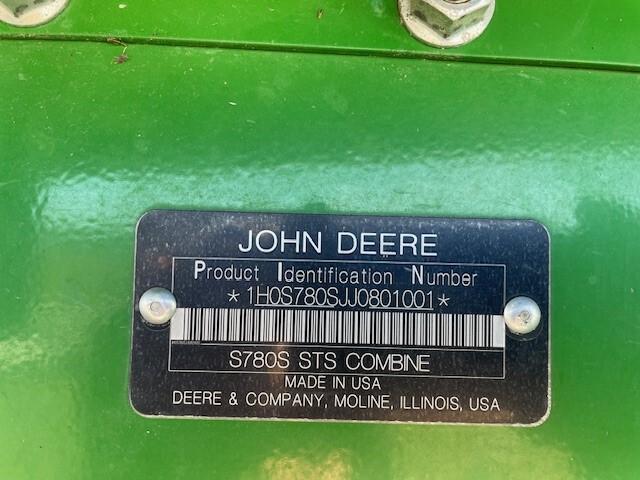 JOHN DEERE
Product Identification Number
*1H0S780SJJ0801001*
S780S STS COMBINE
MADE IN USA
DEERE & COMPANY, MOLINE, ILLINOIS, USA